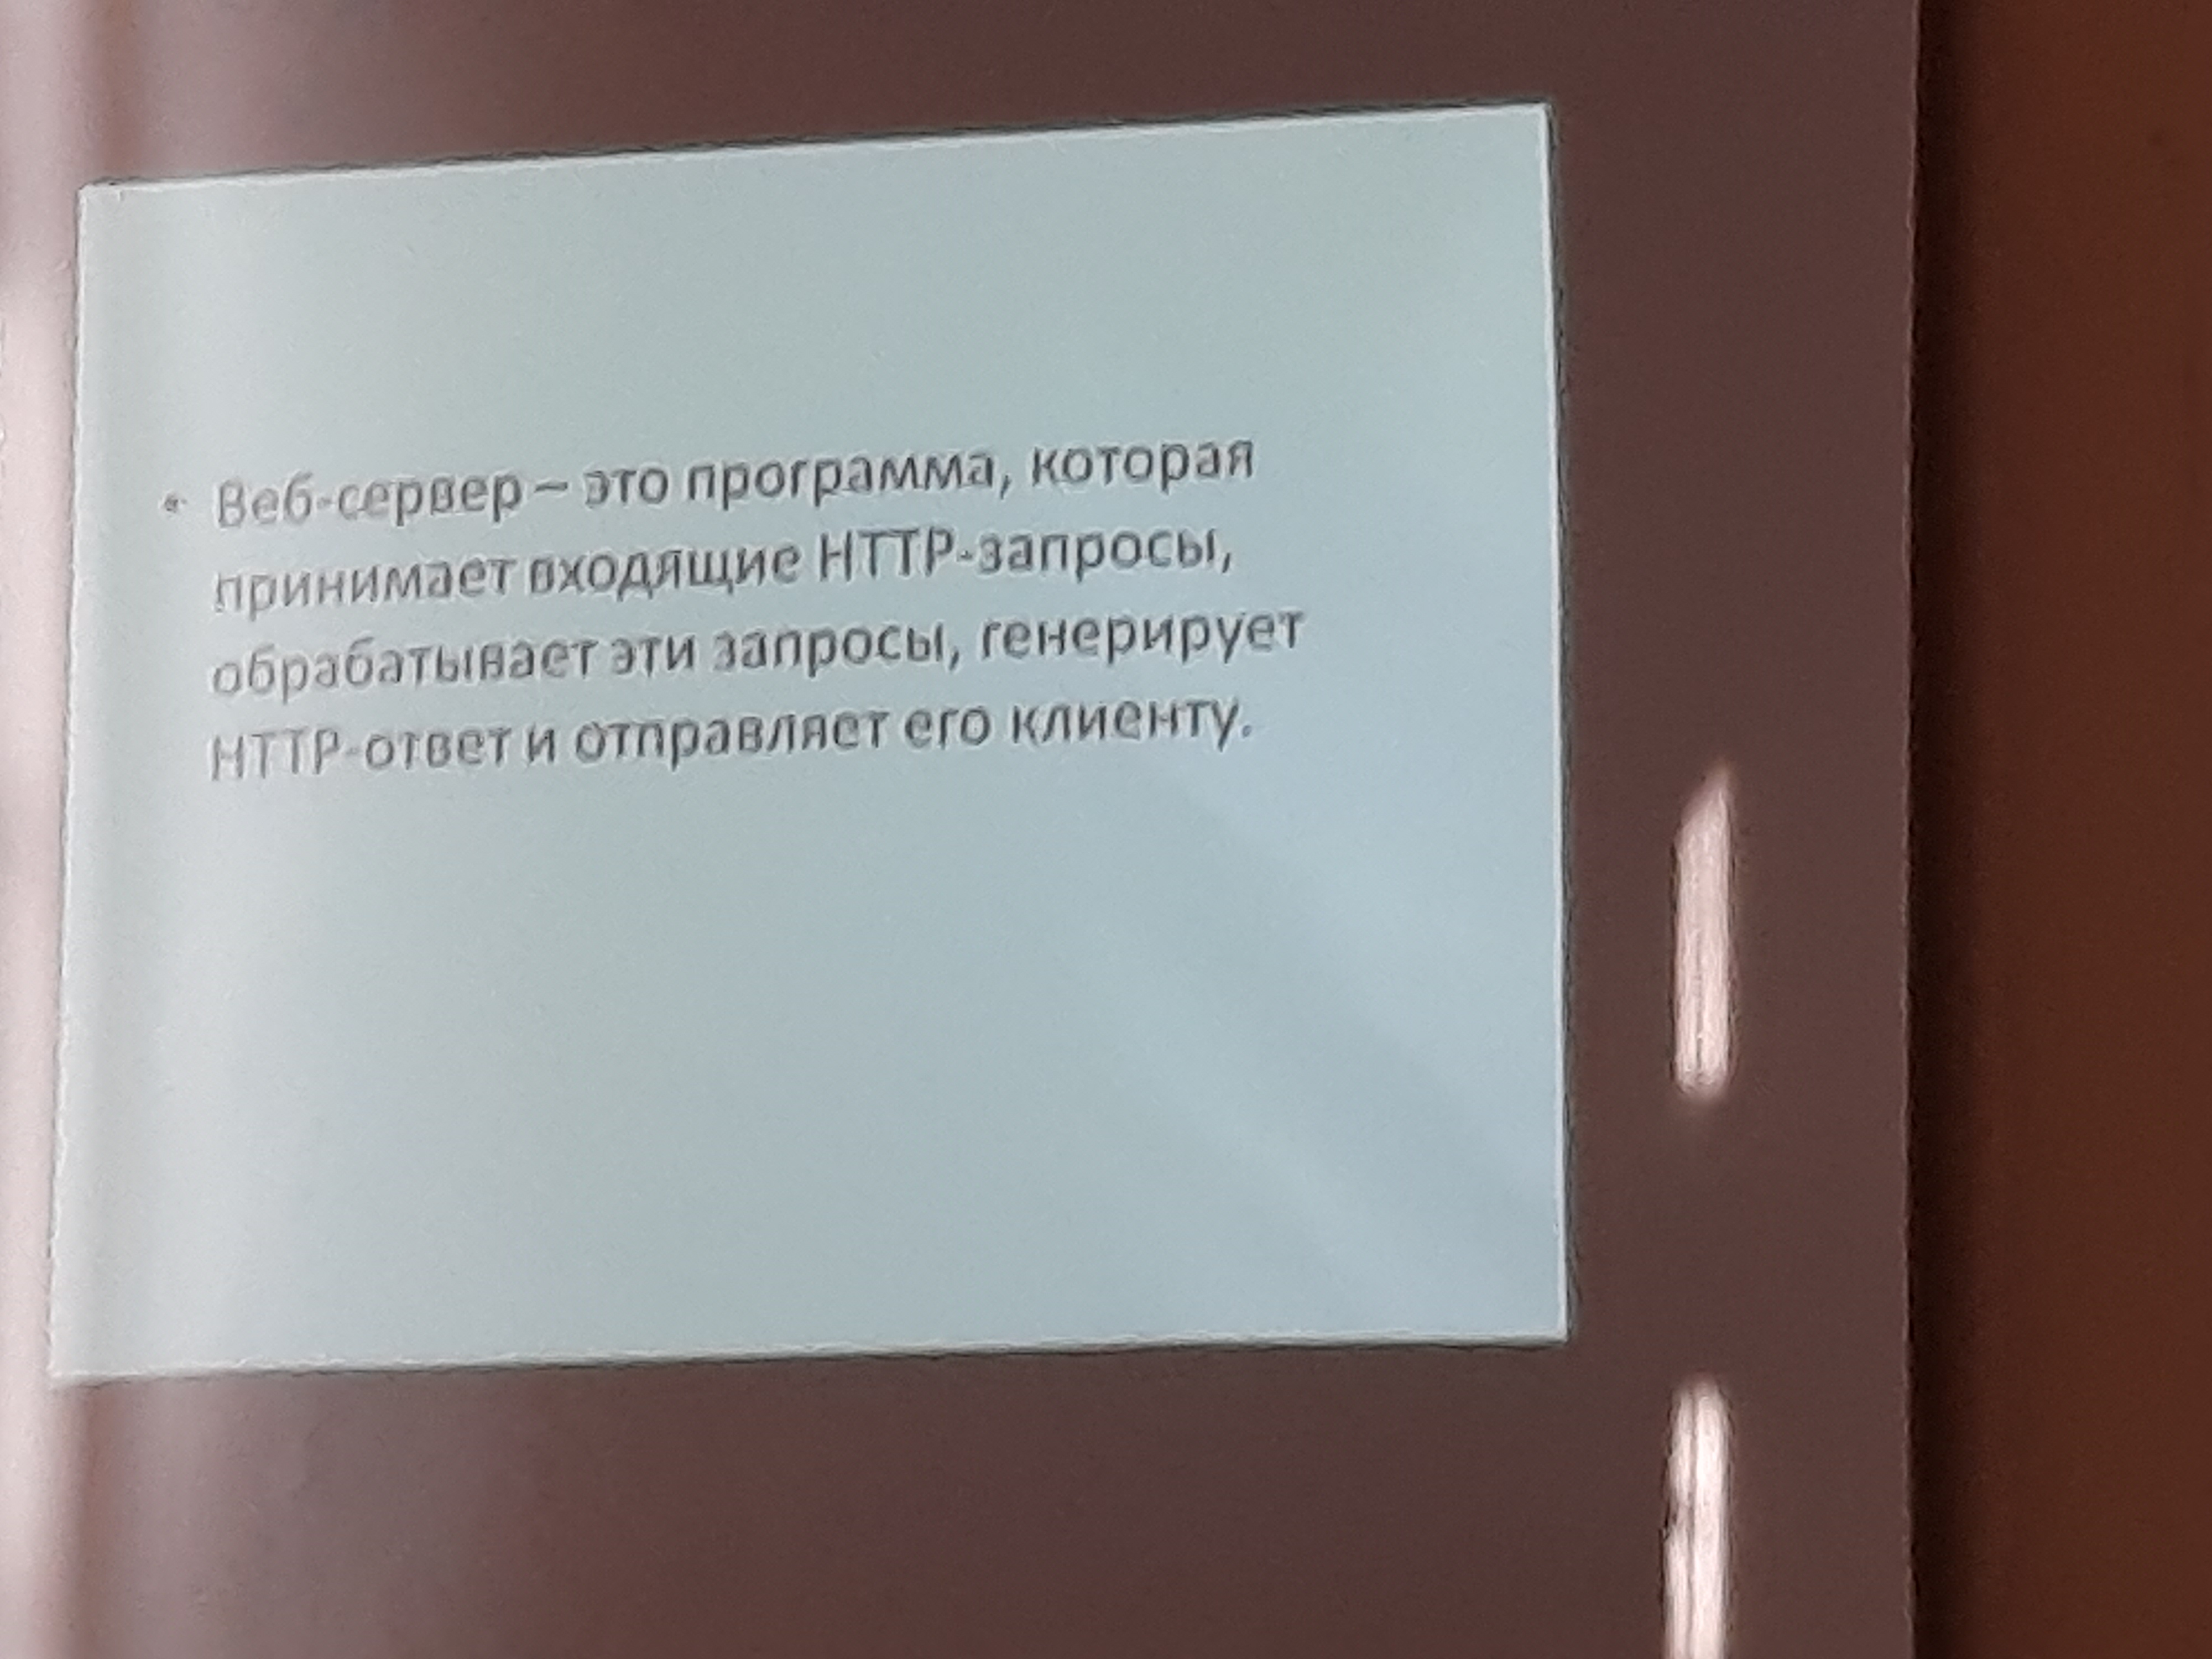 • Веб-сервер – это программа, которая
принимает входящие HTTP-запросы,
обрабатывает эти запросы, генерирует
HTTP-ответ и отправляет его клиенту.